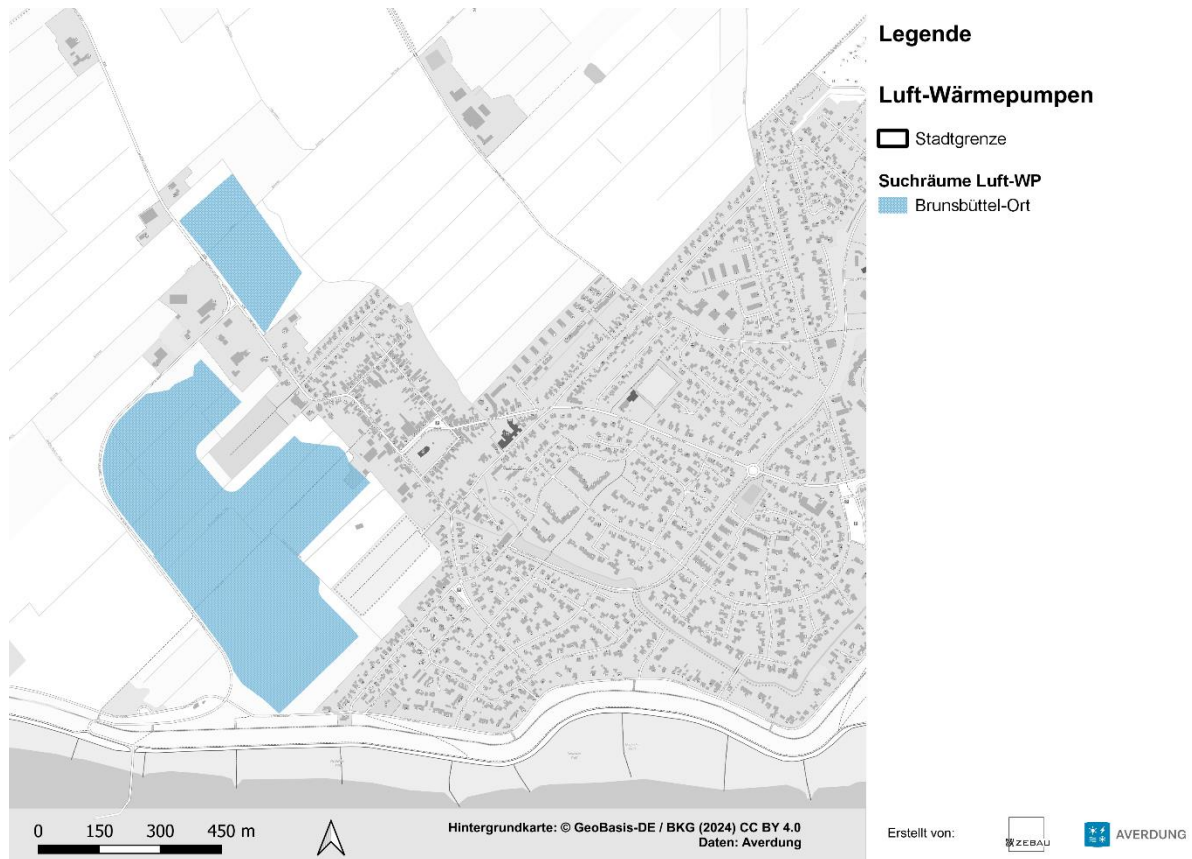 Legende
Luft-Wärmepumpen
Stadtgrenze
Suchräume Luft-WP
Brunsbüttel-Ort
0 150 300 450 m
Hintergrundkarte: © GeoBasis-DE / BKG (2024) CC BY 4.0
Daten: Averdung
Erstellt von:
ZEBAU
AVERDUNG